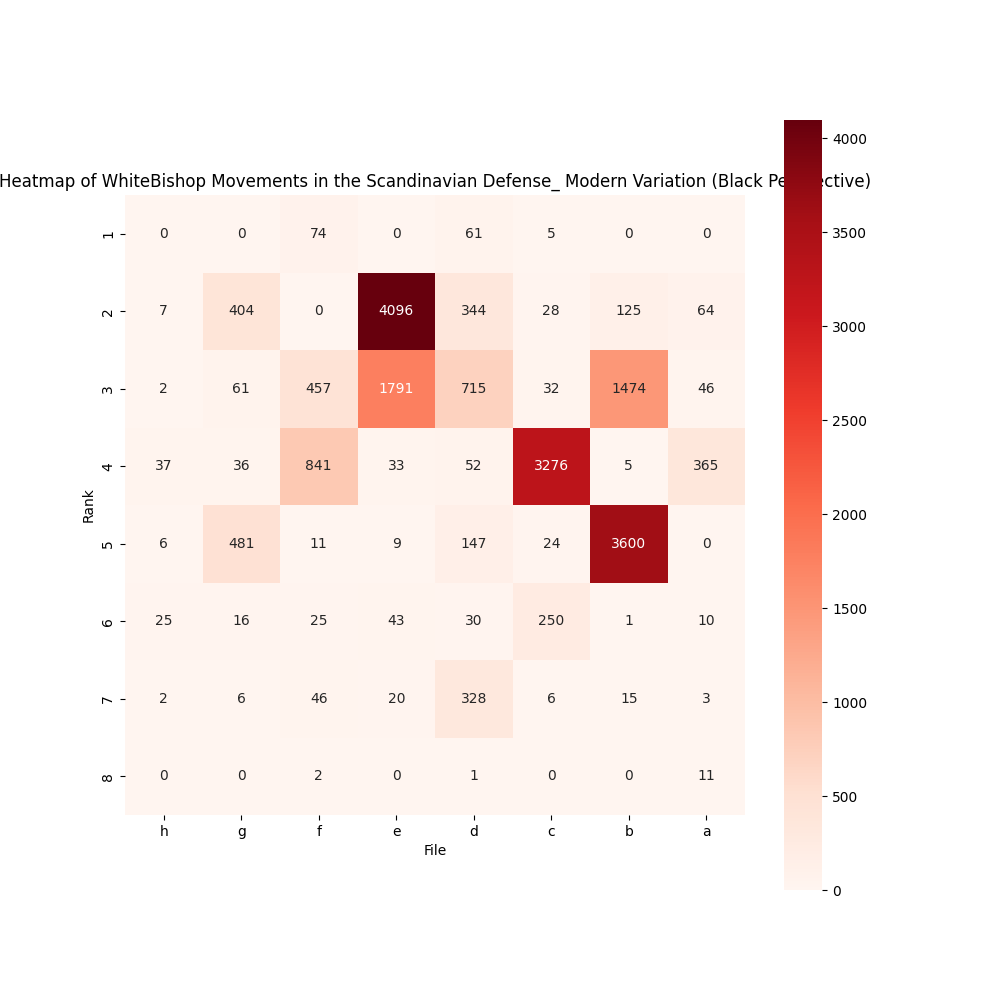 Heatmap of WhiteBishop Movements in the Scandinavian Defense_ Modern Variation (Black Perspective)
Rank
1 0 0 74 0 61 5 0 0
2 7 404 0 4096 344 28 125 64
3 2 61 457 1791 715 32 1474 46
4 37 36 841 33 52 3276 5 365
5 6 481 11 9 147 24 3600 0
6 25 16 25 43 30 250 1 10
7 2 6 46 20 328 6 15 3
8 0 0 2 0 1 0 0 11
h g f e d c b a
File
4000
3500
3000
2500
2000
1500
1000
500
0